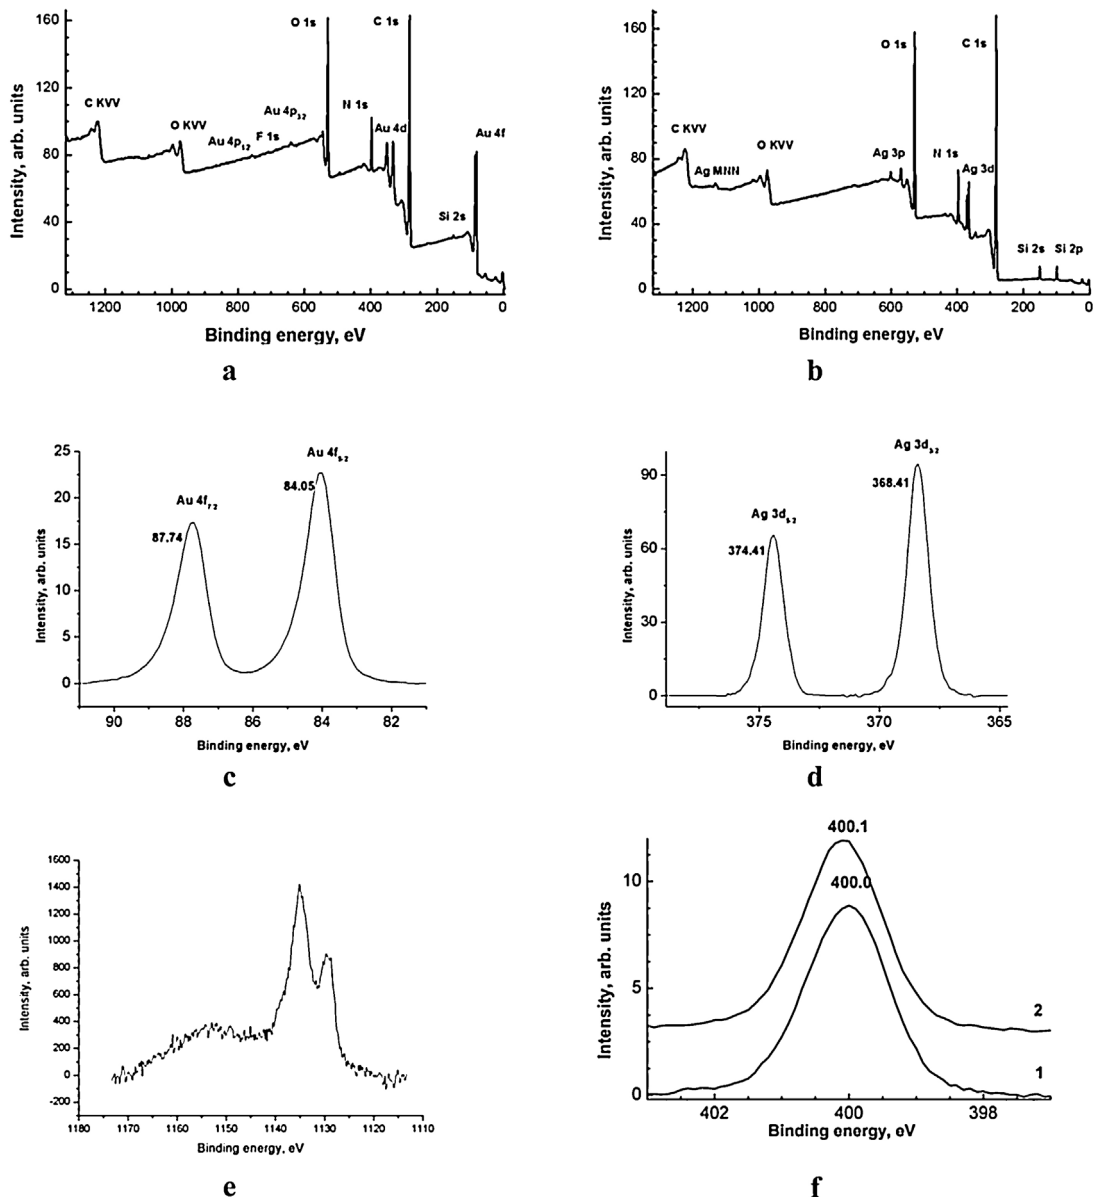 160
120
80
40
0
Intensity, arb. units
O 1s
C 1s
C KVV
O KVV
Au 4p1/2
F 1s
Au 4p3/2
N 1s
Au 4d
Au 4f
Si 2s
1200 1000 800 600 400 200 0
Binding energy, eV
a
160
120
80
40
0
Intensity, arb. units
O 1s
C 1s
C KVV
Ag MNN
O KVV
Ag 3p
N 1s
Ag 3d
Si 2s
Si 2p
1200 1000 800 600 400 200 0
Binding energy, eV
b
25
20
15
10
5
0
Intensity, arb. units
Au 4f5/2
84.05
Au 4f7/2
87.74
90 88 86 84 82
Binding energy, eV
c
90
60
30
0
Intensity, arb. units
Ag 3d5/2
368.41
374.41
375 370 365
Binding energy, eV
d
1600
1400
1200
1000
800
600
400
200
0
-200
Intensity, arb. units
1180 1170 1160 1150 1140 1130 1120 1110
Binding energy, eV
e
10
5
0
Intensity, arb. units
400.1
400.0
2
1
402 400 398
Binding energy, eV
f